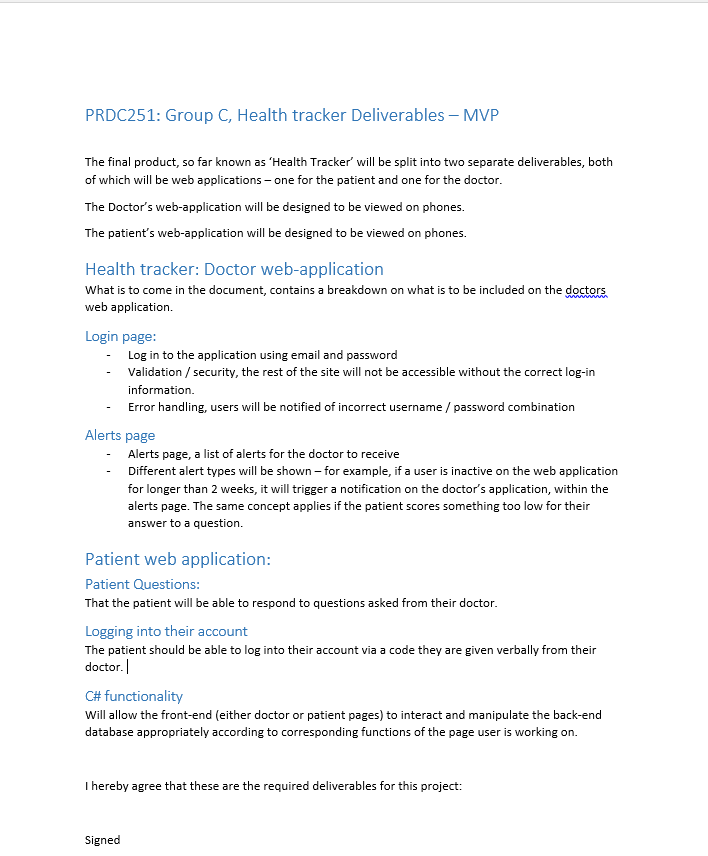 PRDC251: Group C, Health tracker Deliverables – MVP
The final product, so far known as ‘Health Tracker’ will be split into two separate deliverables, both
of which will be web applications – one for the patient and one for the doctor.
The Doctor’s web-application will be designed to be viewed on phones.
The patient’s web-application will be designed to be viewed on phones.
Health tracker: Doctor web-application
What is to come in the document, contains a breakdown on what is to be included on the doctors
web application.
Login page:
- Log in to the application using email and password
- Validation / security, the rest of the site will not be accessible without the correct log-in
information.
- Error handling, users will be notified of incorrect username / password combination
Alerts page
- Alerts page, a list of alerts for the doctor to receive
- Different alert types will be shown – for example, if a user is inactive on the web application
for longer than 2 weeks, it will trigger a notification on the doctor’s application, within the
alerts page. The same concept applies if the patient scores something too low for their
answer to a question.
Patient web application:
Patient Questions:
That the patient will be able to respond to questions asked from their doctor.
Logging into their account
The patient should be able to log into their account via a code they are given verbally from their
doctor.
C# functionality
Will allow the front-end (either doctor or patient pages) to interact and manipulate the back-end
database appropriately according to corresponding functions of the page user is working on.
I hereby agree that these are the required deliverables for this project:
Signed